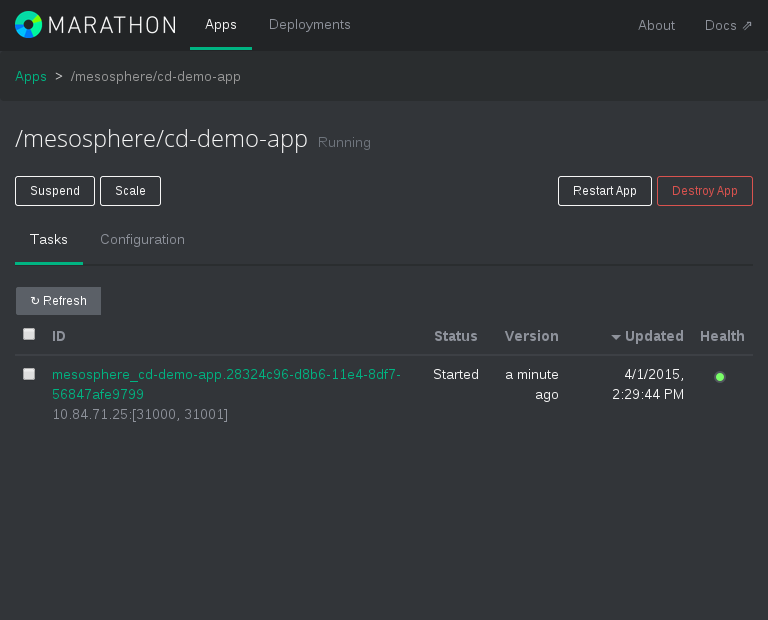 MARATHON Apps Deployments About Docs ⇗
Apps > /mesosphere/cd-demo-app
/mesosphere/cd-demo-app Running
Suspend Scale Restart App Destroy App
Tasks Configuration
↻ Refresh
ID Status Version Updated Health
mesosphere_cd-demo-app.28324c96-d8b6-11e4-8df7- Started a minute 4/1/2015,
56847afe9799 ago 2:29:44 PM
10.84.71.25:[31000, 31001]